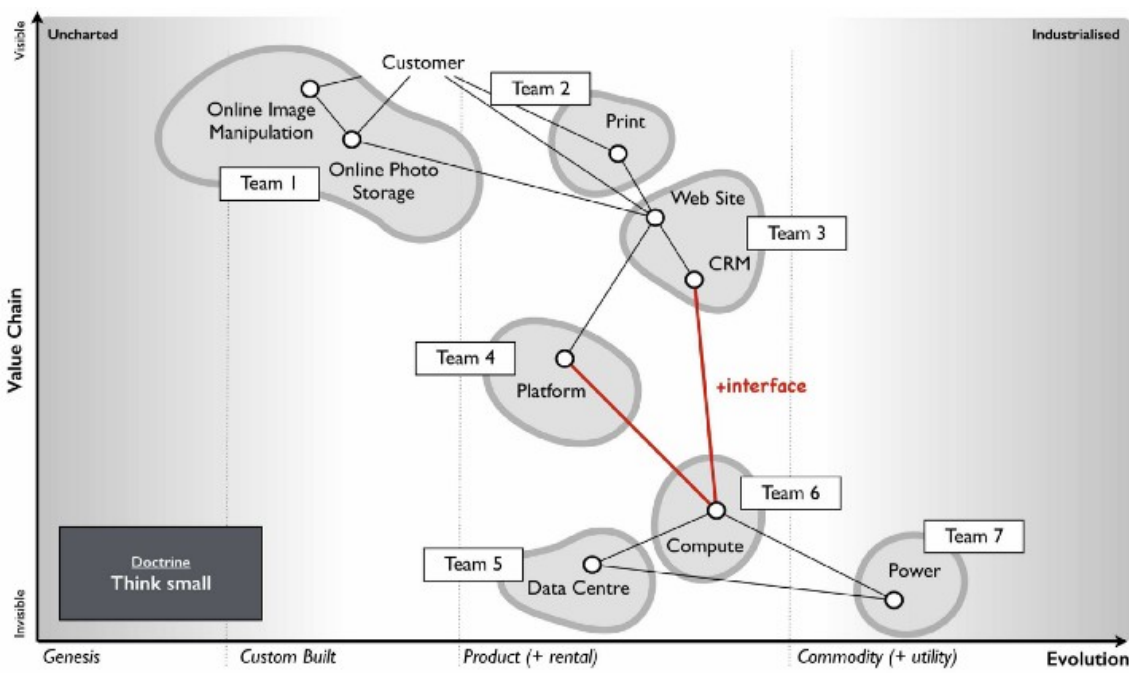 Visible
Uncharted
Industrialised
Customer
Team 2
Online Image
Manipulation
Print
Online Photo
Storage
Team 1
Web Site
Team 3
CRM
Value Chain
Team 4
Platform
+interface
Team 6
Compute
Team 5
Data Centre
Team 7
Power
Doctrine
Think small
Invisible
Genesis
Custom Built
Product (+ rental)
Commodity (+ utility)
Evolution